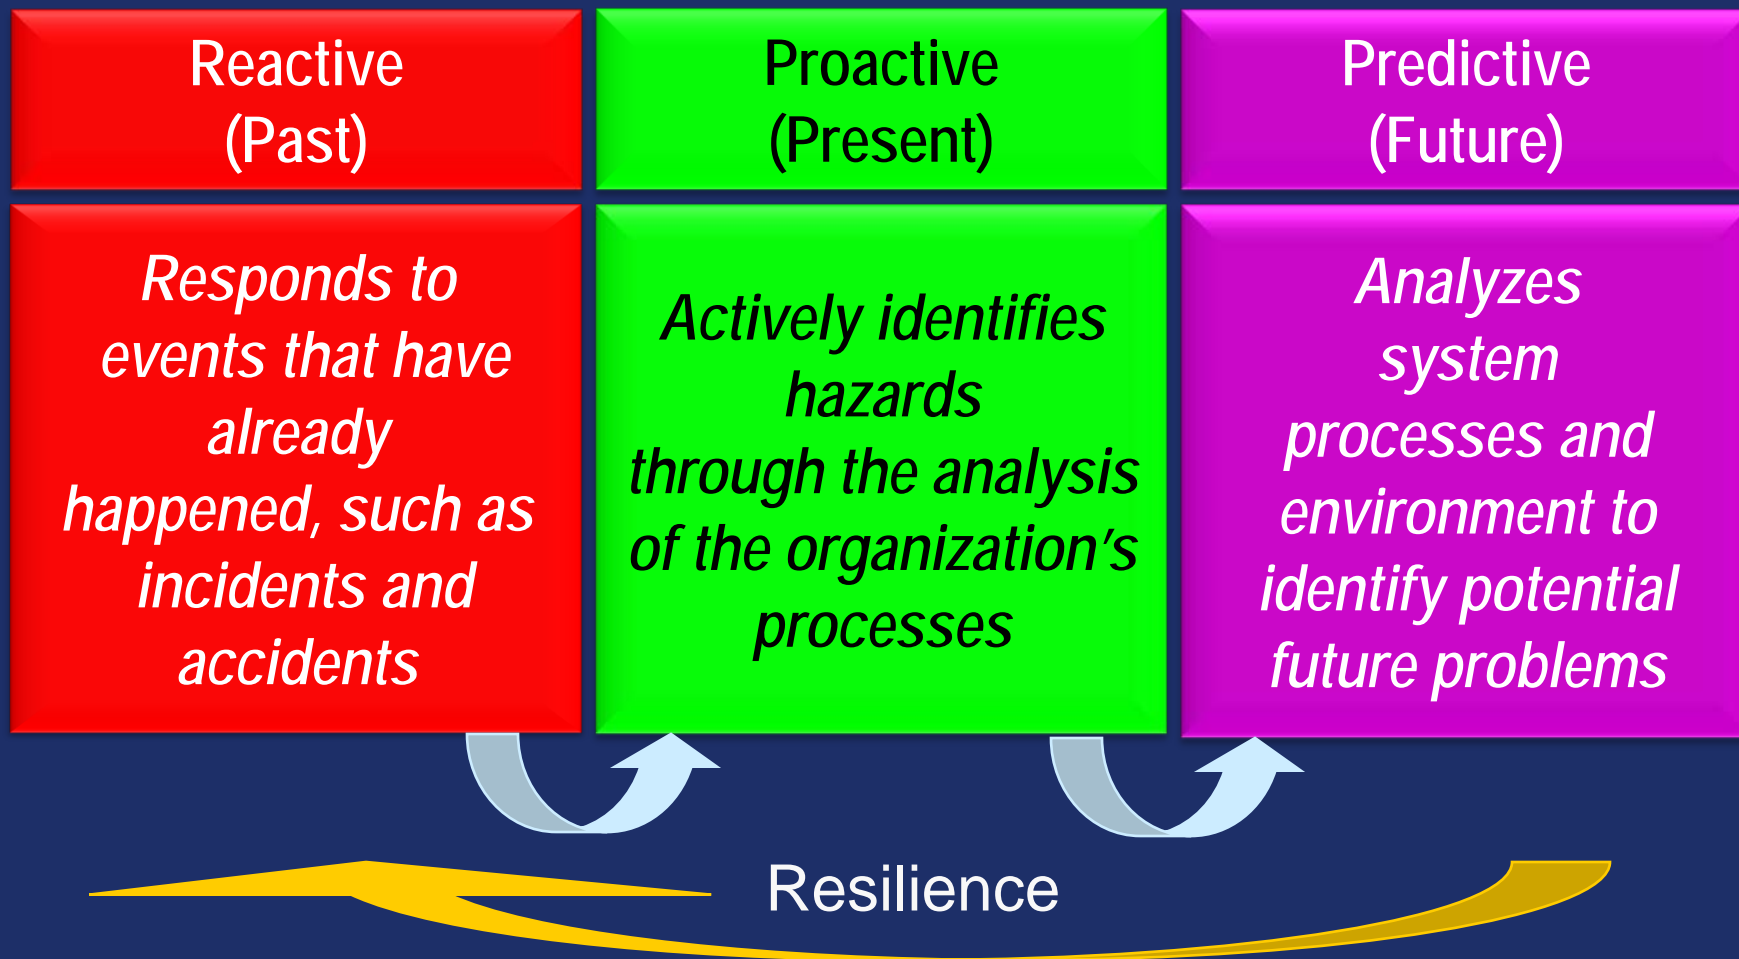 Reactive
(Past)
Proactive
(Present)
Predictive
(Future)
Responds to
events that have
already
happened, such as
incidents and
accidents
Actively identifies
hazards
through the analysis
of the organization’s
processes
Analyzes
system
processes and
environment to
identify potential
future problems
Resilience